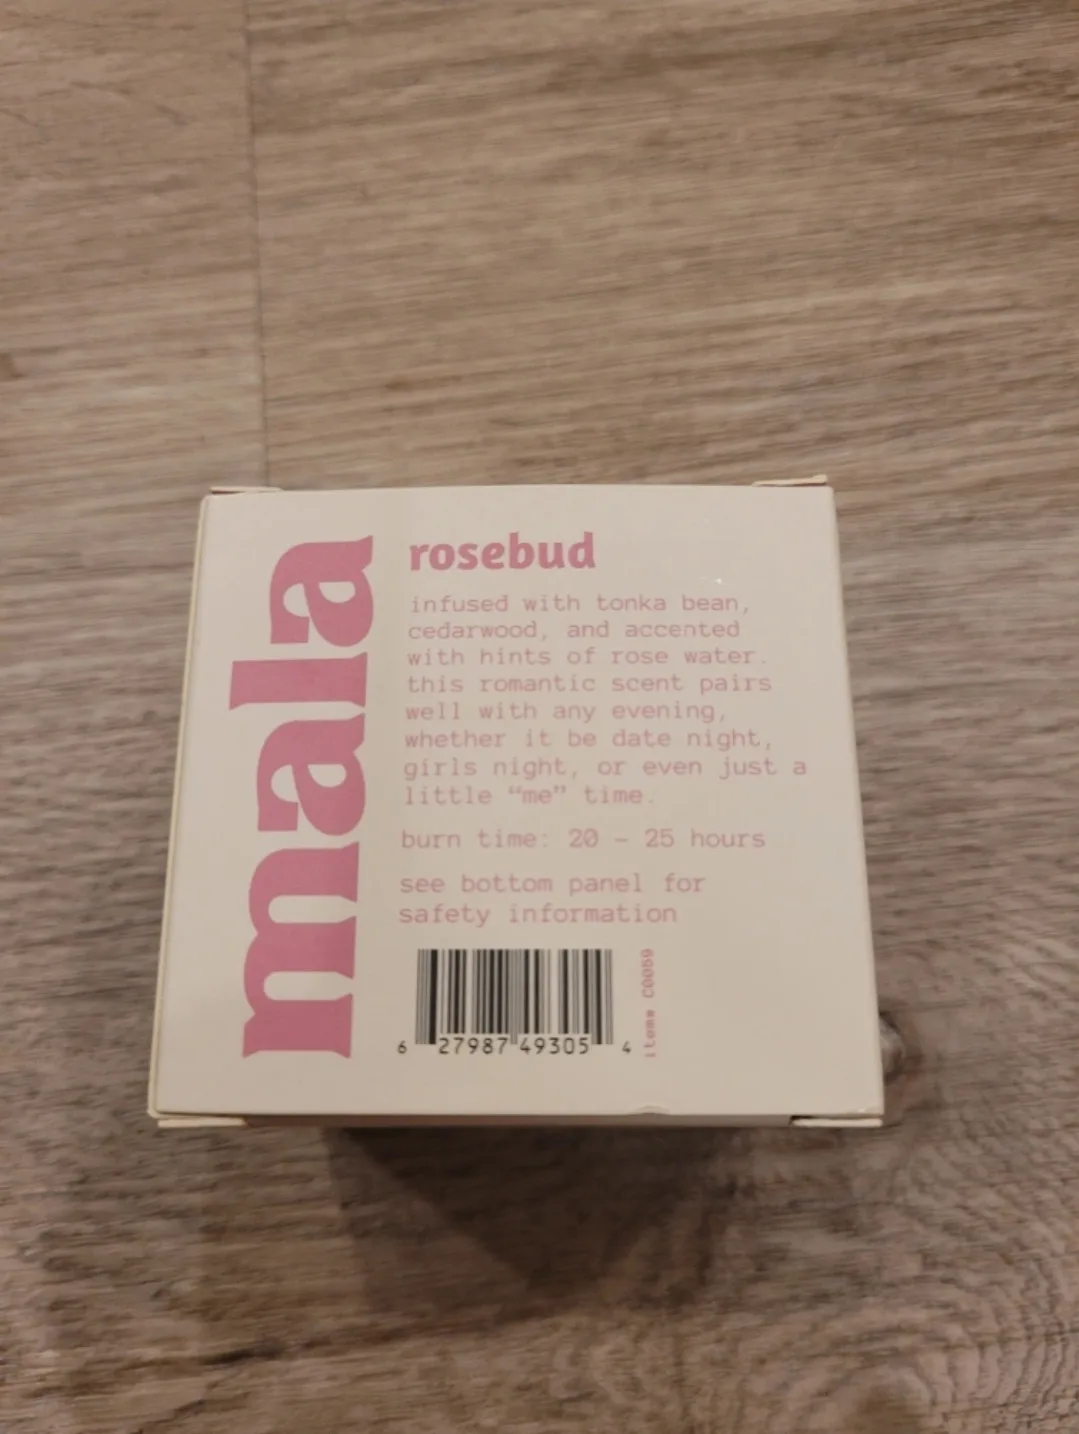 mala
rosebud
infused with tonka bean,
cedarwood, and accented
with hints of rose water.
this romantic scent pairs
well with any evening,
whether it be date night,
girls night, or even just a
little “me” time.
burn time: 20 – 25 hours
see bottom panel for
safety information
6 27987 49305 4
item# C0059